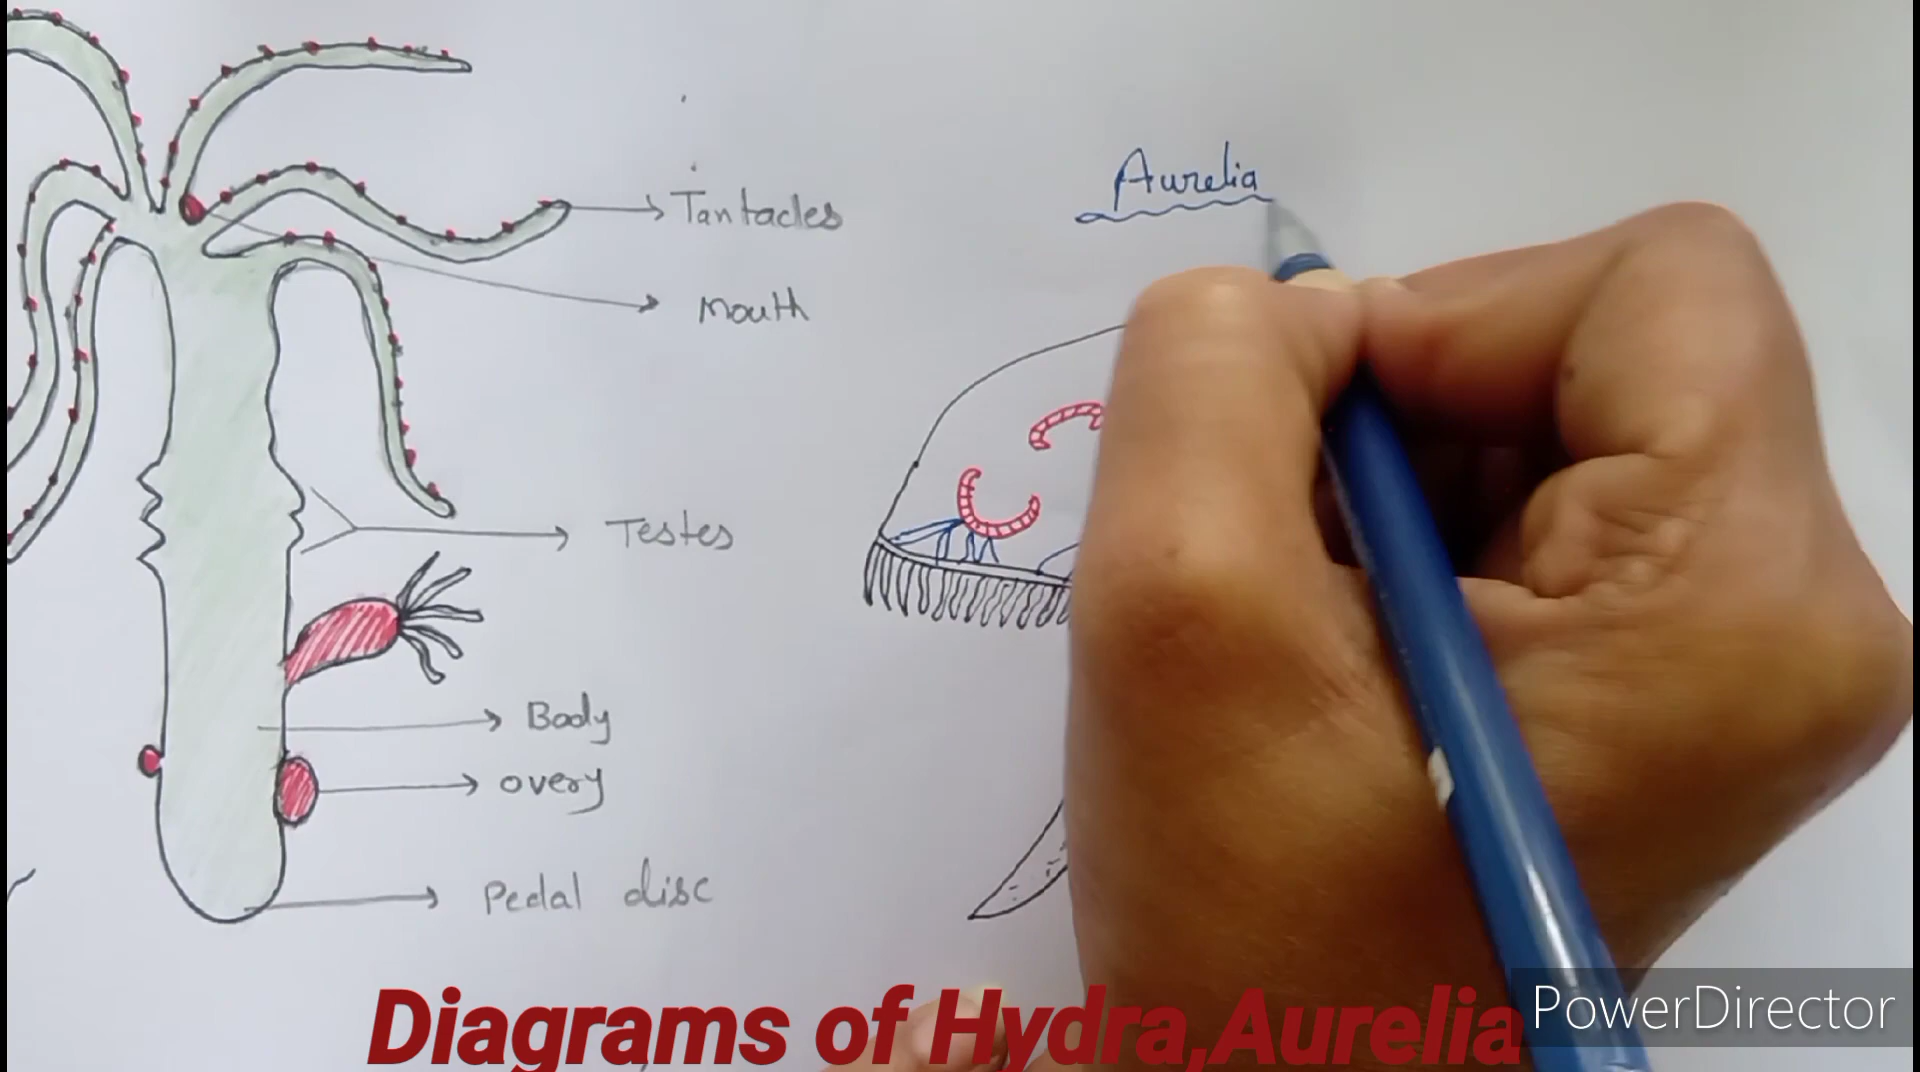 Aurelia
Tantacles
Mouth
Testes
Body
overy
Pedal disc
Diagrams of Hydra,Aurelia
PowerDirector